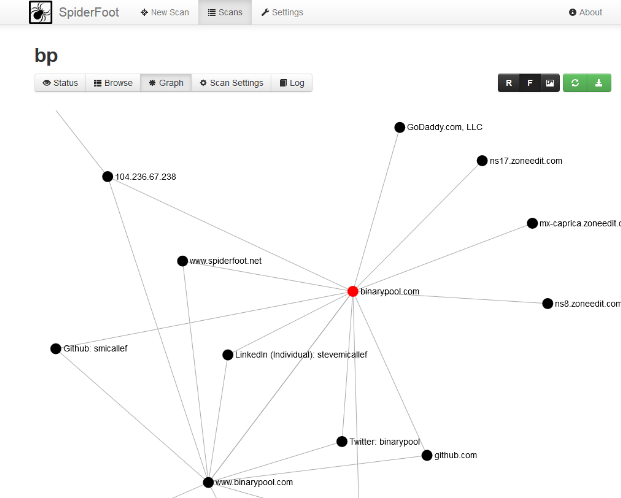 SpiderFoot New Scan Scans Settings About
bp
Status Browse Graph Scan Settings Log R F
GoDaddy.com, LLC
ns17.zoneedit.com
104.236.67.238
mx-caprica.zoneedit.c
www.spiderfoot.net
binarypool.com
ns8.zoneedit.com
Github: smicallef
LinkedIn (Individual): stevemicallef
Twitter: binarypool
github.com
www.binarypool.com